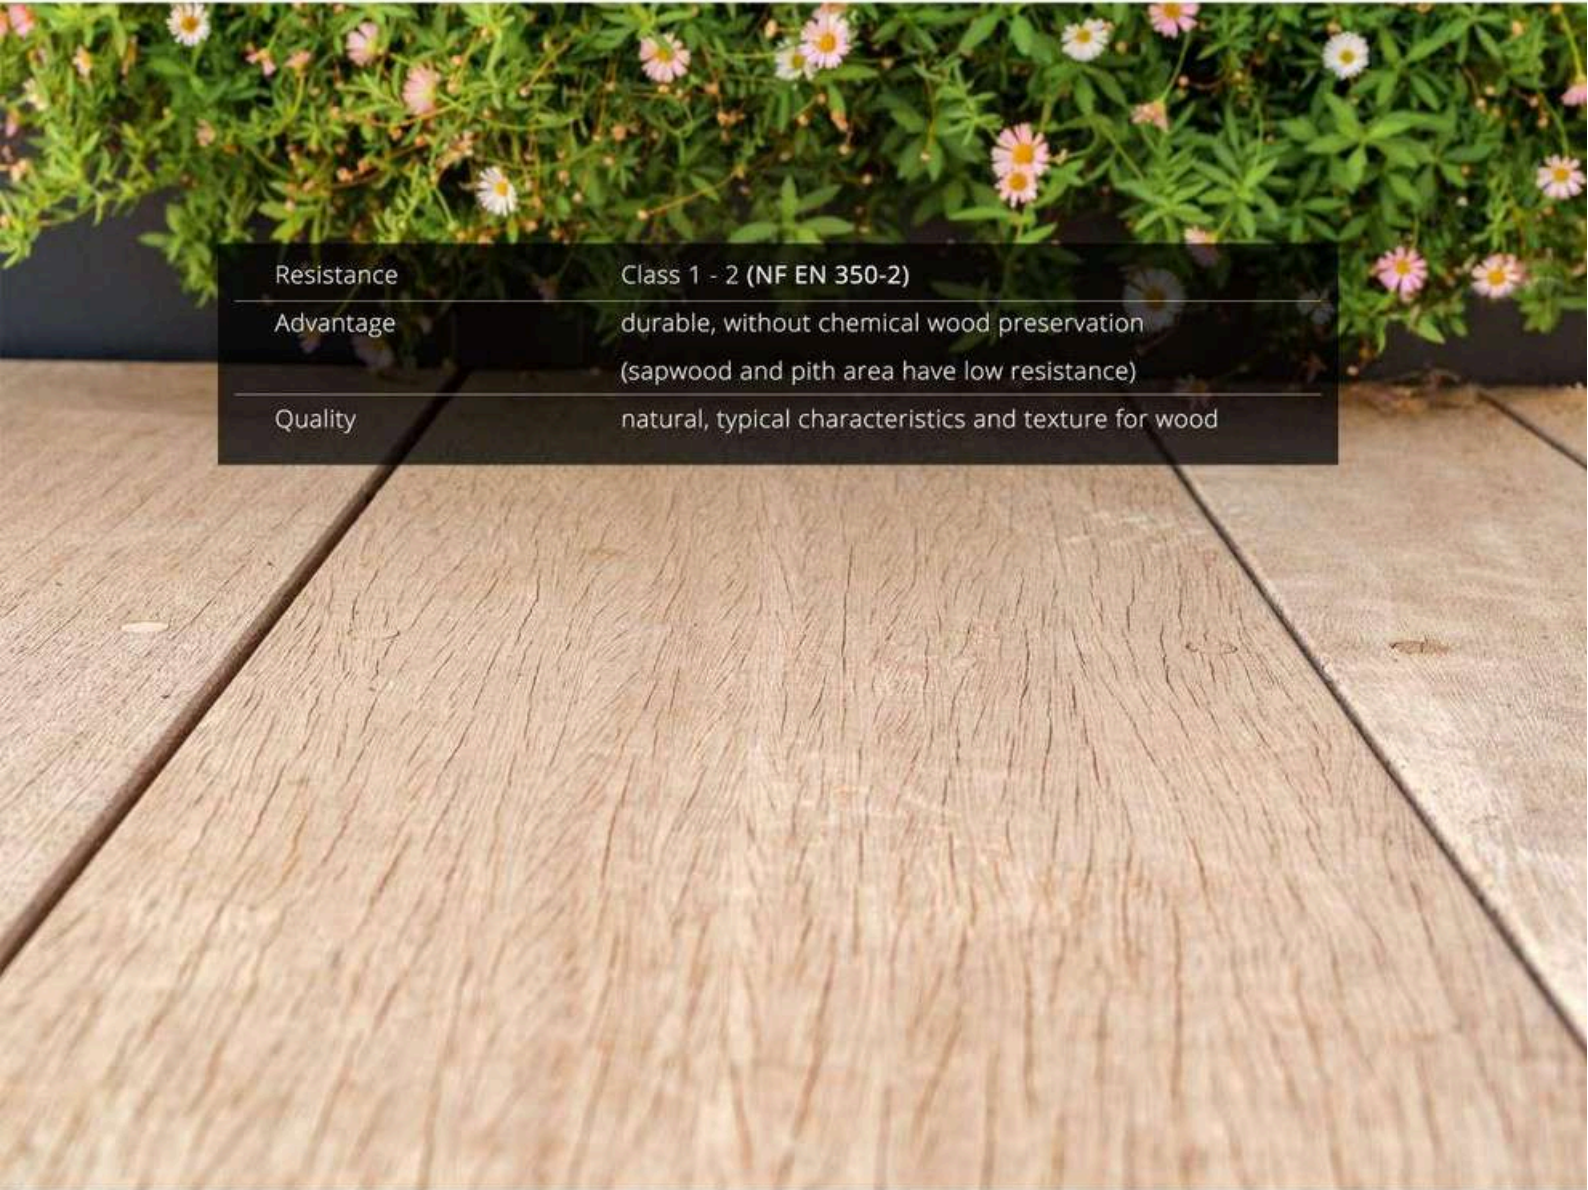 Resistance Class 1 - 2 (NF EN 350-2)
Advantage durable, without chemical wood preservation
(sapwood and pith area have low resistance)
Quality natural, typical characteristics and texture for wood